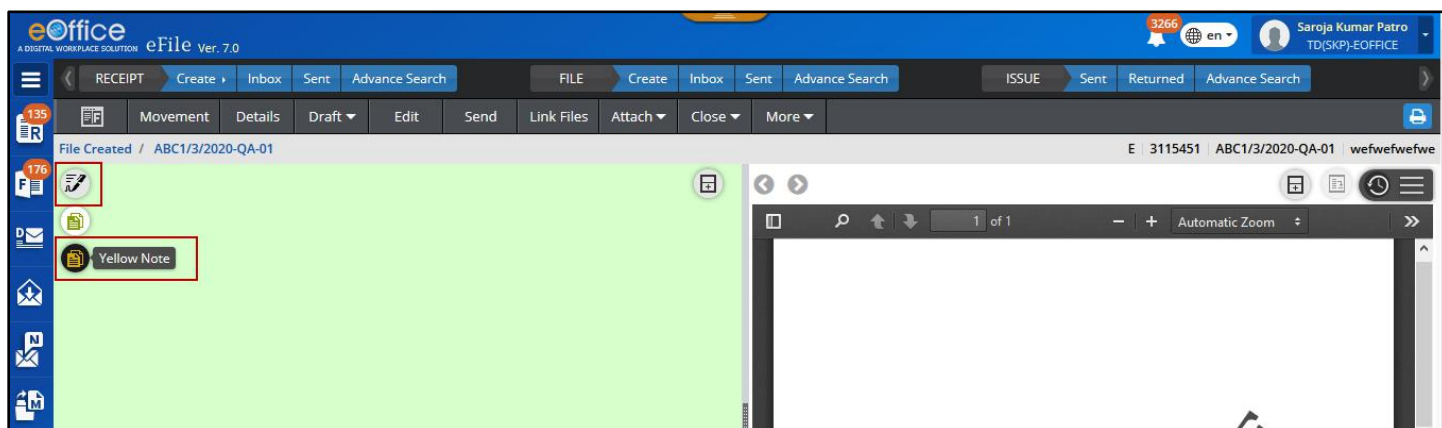 eOffice
A DIGITAL WORKPLACE SOLUTION eFile Ver. 7.0
3266
en
Saroja Kumar Patro
TD(SKP)-EOFFICE
RECEIPT Create Inbox Sent Advance Search FILE Create Inbox Sent Advance Search ISSUE Sent Returned Advance Search
135
R
F Movement Details Draft Edit Send Link Files Attach Close More
File Created / ABC1/3/2020-QA-01 E 3115451 ABC1/3/2020-QA-01 wefwefwefwe
176
F
1 of 1 Automatic Zoom
D
Yellow Note
N
M